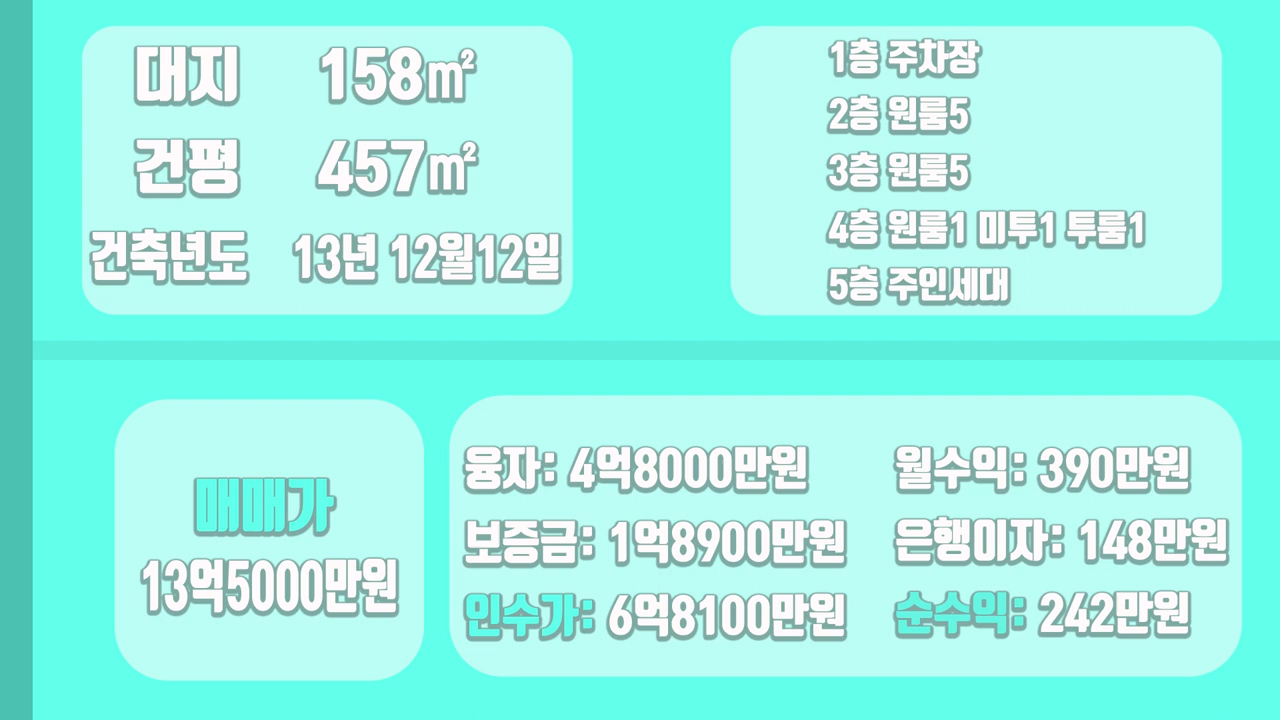 대지 158㎡
건평 457㎡
건축년도 13년 12월12일
1층 주차장
2층 원룸5
3층 원룸5
4층 원룸1 미투1 투룸1
5층 주인세대
매매가
13억5000만원
융자: 4억8000만원
보증금: 1억8900만원
인수가: 6억8100만원
월수익: 390만원
은행이자: 148만원
순수익: 242만원